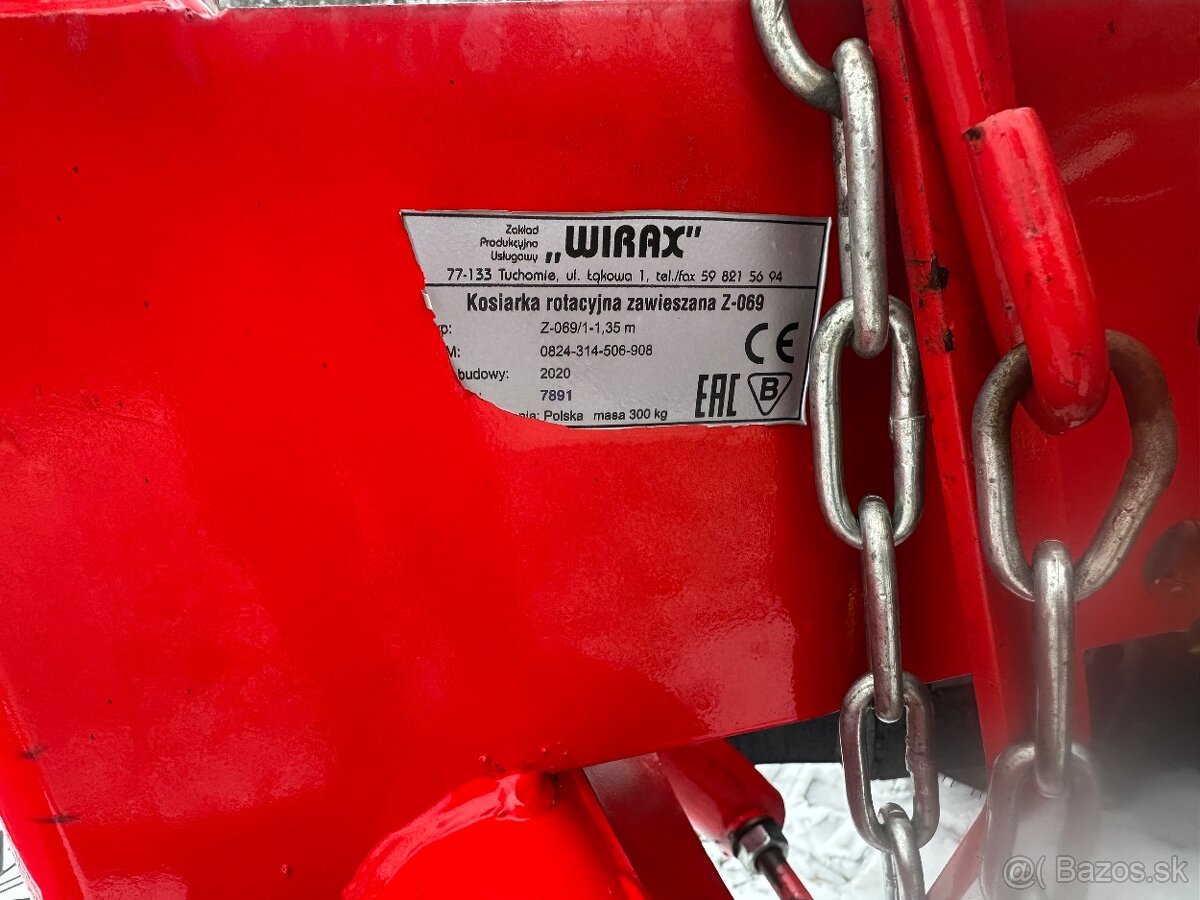 Zakład
Produkcyjno
Usługowy
„WIRAX"
77-133 Tuchomie, ul. Łąkowa 1, tel./fax 59 821 56 94
Kosiarka rotacyjna zawieszana Z-069
yp: Z-069/1-1,35 m
M: 0824-314-506-908
budowy: 2020
: 7891
Polska masa 300 kg
CE
EAC
B
@ Bazos.sk